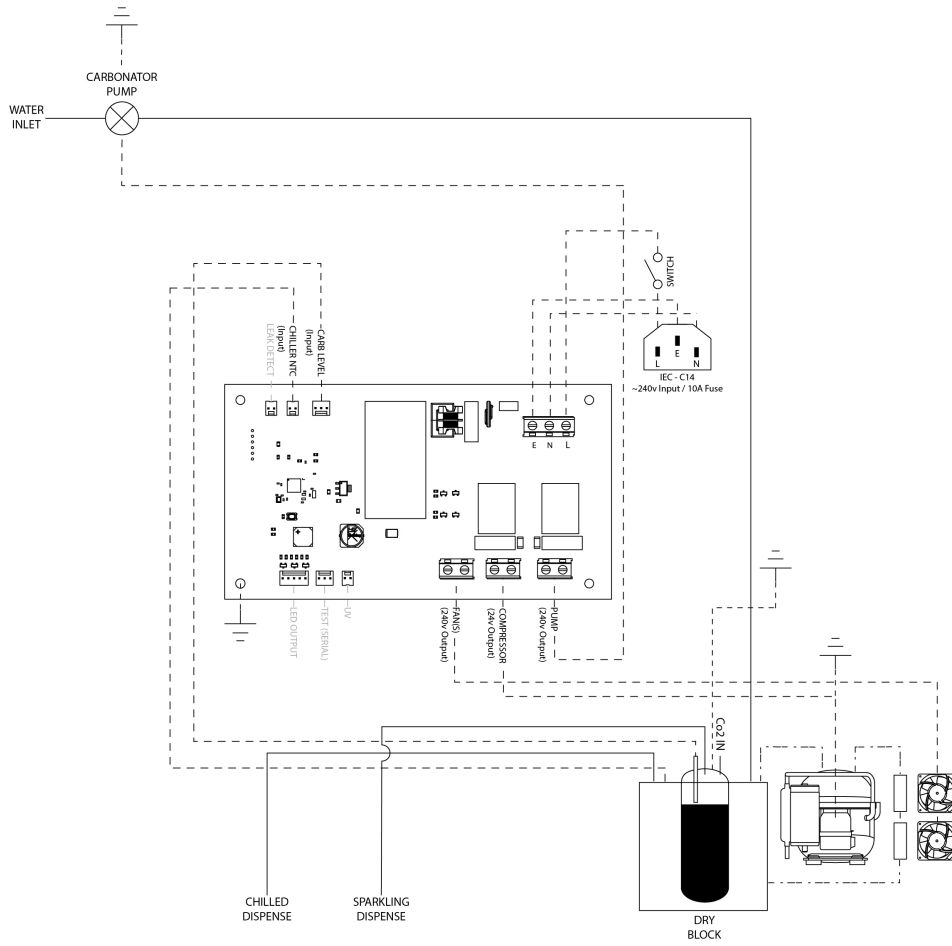 CARBONATOR
PUMP
WATER
INLET
SWITCH
L
E
N
IEC - C14
~240v Input / 10A Fuse
LEAK DETECT
CHILLER NTC
(Input)
CARB LEVEL
(Input)
E N L
LED OUTPUT
TEST (SERIAL)
UV
FAN(S)
(240v Output)
COMPRESSOR
(24v Output)
PUMP
(240v Output)
Co2 IN
CHILLED
DISPENSE
SPARKLING
DISPENSE
DRY
BLOCK